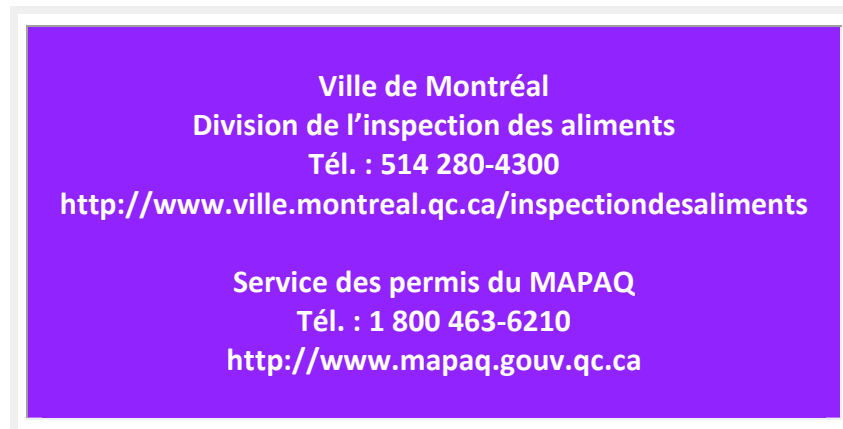 Ville de Montréal
Division de l’inspection des aliments
Tél. : 514 280-4300
http://www.ville.montreal.qc.ca/inspectiondesaliments
Service des permis du MAPAQ
Tél. : 1 800 463-6210
http://www.mapaq.gouv.qc.ca